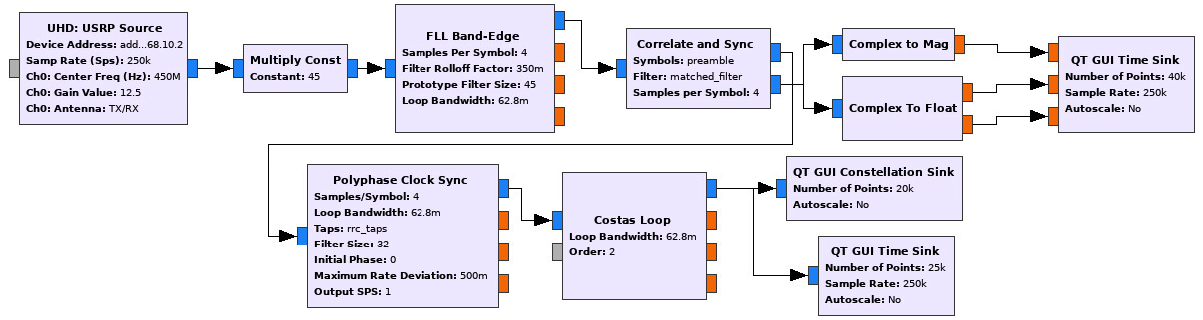 UHD: USRP Source
Device Address: add...68.10.2
Samp Rate (Sps): 250k
Ch0: Center Freq (Hz): 450M
Ch0: Gain Value: 12.5
Ch0: Antenna: TX/RX
Multiply Const
Constant: 45
FLL Band-Edge
Samples Per Symbol: 4
Filter Rolloff Factor: 350m
Prototype Filter Size: 45
Loop Bandwidth: 62.8m
Correlate and Sync
Symbols: preamble
Filter: matched_filter
Samples per Symbol: 4
Complex to Mag
Complex To Float
QT GUI Time Sink
Number of Points: 40k
Sample Rate: 250k
Autoscale: No
Polyphase Clock Sync
Samples/Symbol: 4
Loop Bandwidth: 62.8m
Taps: rrc_taps
Filter Size: 32
Initial Phase: 0
Maximum Rate Deviation: 500m
Output SPS: 1
Costas Loop
Loop Bandwidth: 62.8m
Order: 2
QT GUI Constellation Sink
Number of Points: 20k
Autoscale: No
QT GUI Time Sink
Number of Points: 25k
Sample Rate: 250k
Autoscale: No